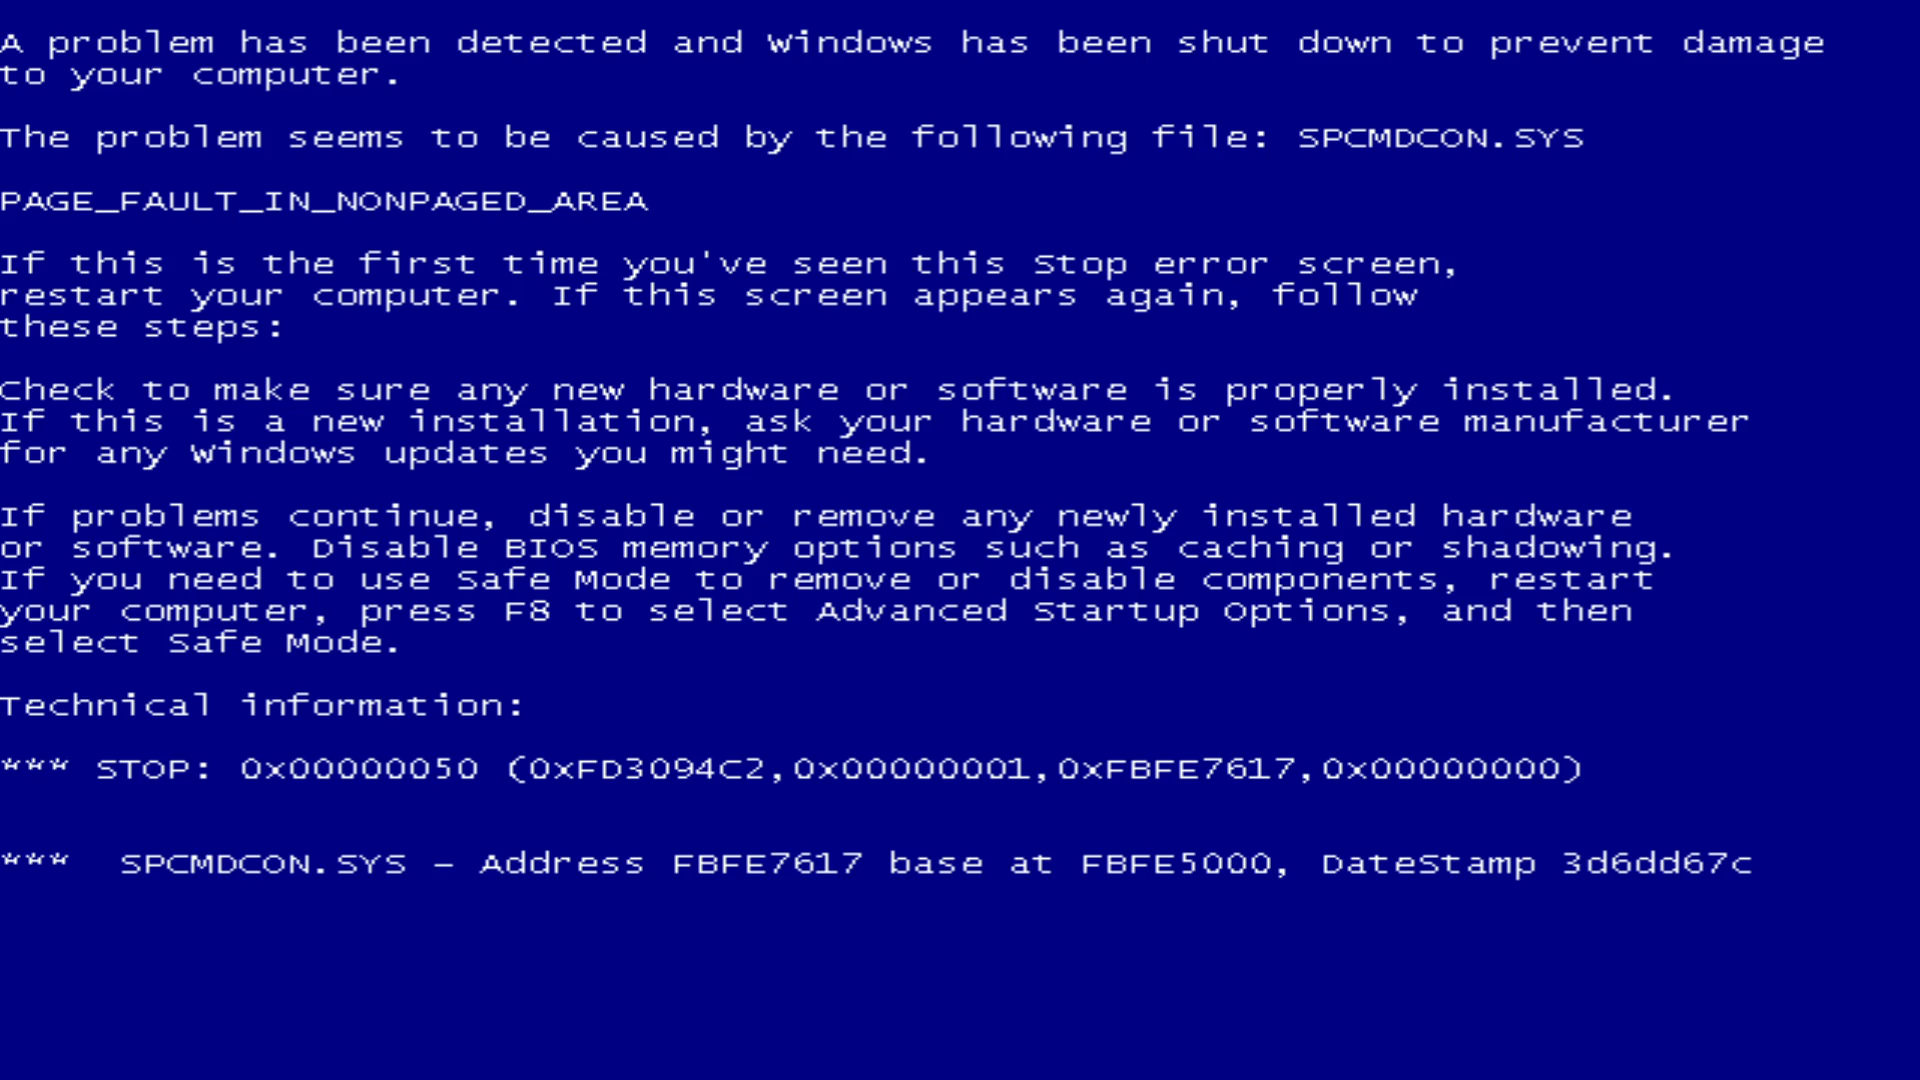 A problem has been detected and Windows has been shut down to prevent damage
to your computer.
The problem seems to be caused by the following file: SPCMDCON.SYS
PAGE_FAULT_IN_NONPAGED_AREA
If this is the first time you've seen this Stop error screen,
restart your computer. If this screen appears again, follow
these steps:
Check to make sure any new hardware or software is properly installed.
If this is a new installation, ask your hardware or software manufacturer
for any Windows updates you might need.
If problems continue, disable or remove any newly installed hardware
or software. Disable BIOS memory options such as caching or shadowing.
If you need to use Safe Mode to remove or disable components, restart
your computer, press F8 to select Advanced Startup Options, and then
select Safe Mode.
Technical information:
*** STOP: 0x00000050 (0xFD3094C2,0x00000001,0xFBFE7617,0x00000000)
***  SPCMDCON.SYS - Address FBFE7617 base at FBFE5000, DateStamp 3d6dd67c